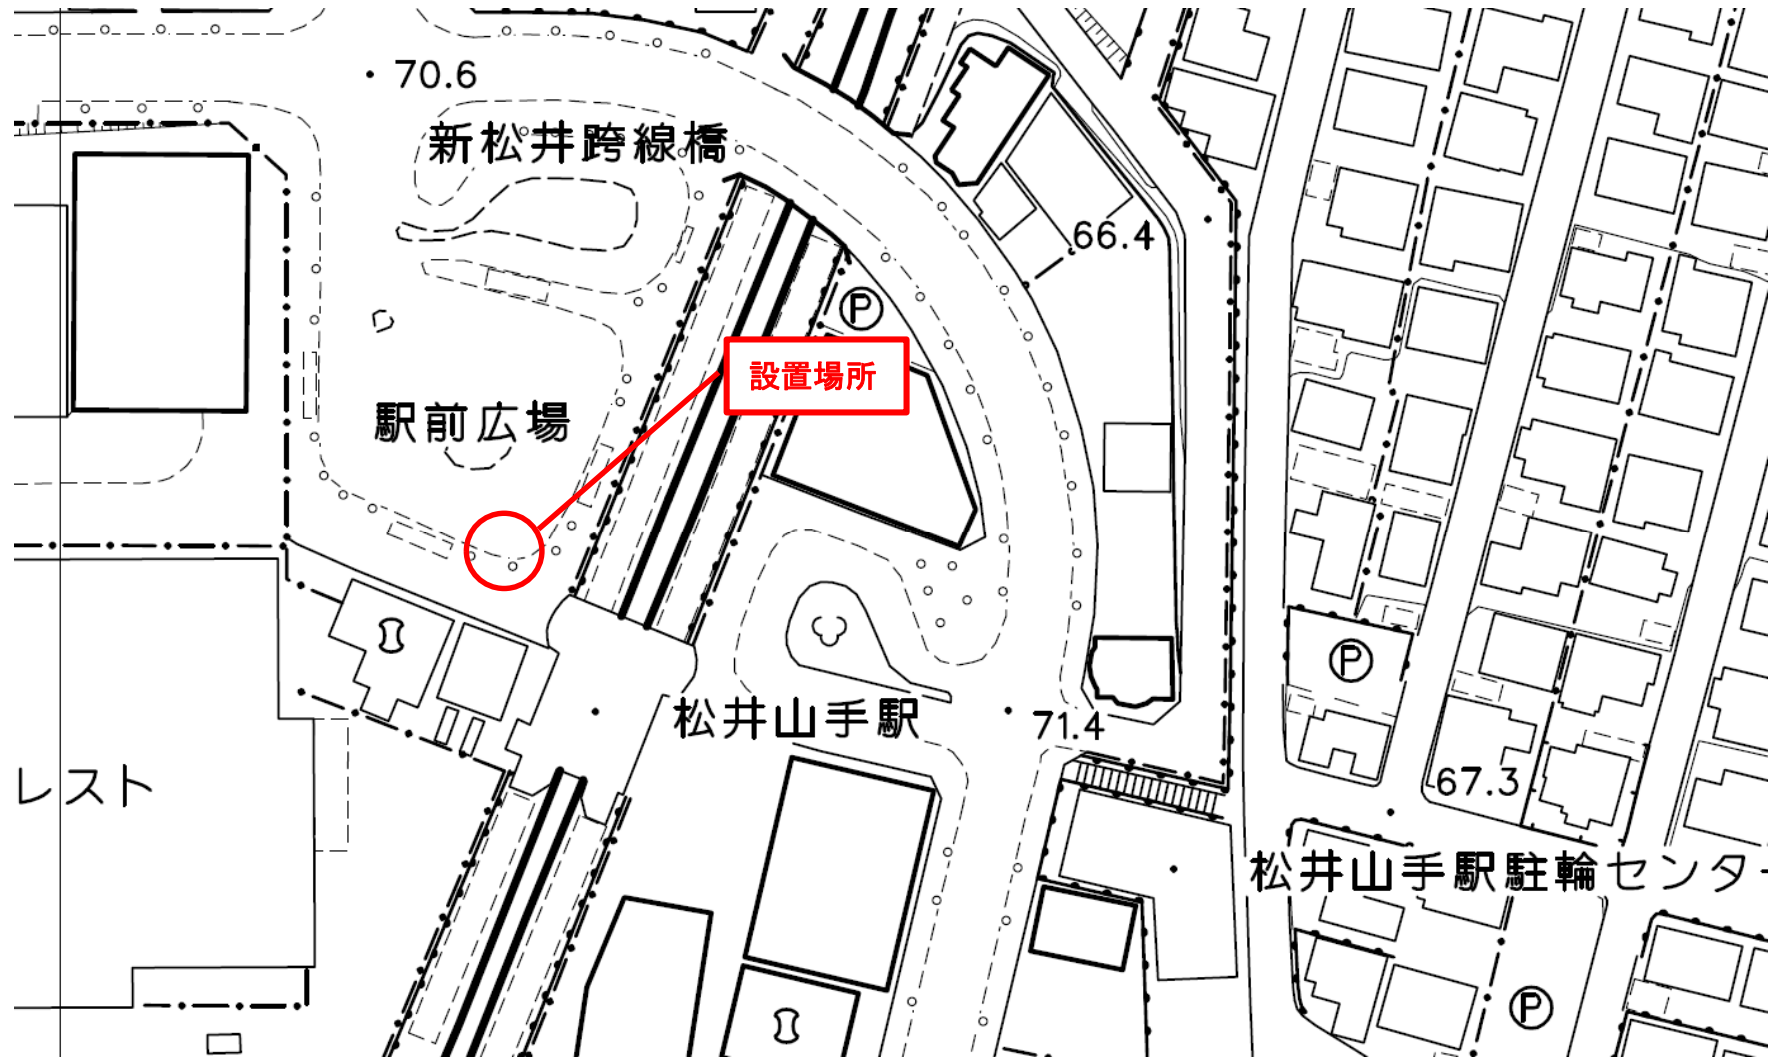 70.6
新松井跨線橋
66.4
P
設置場所
駅前広場
P
松井山手駅
71.4
レスト
67.3
松井山手駅駐輪センター
P